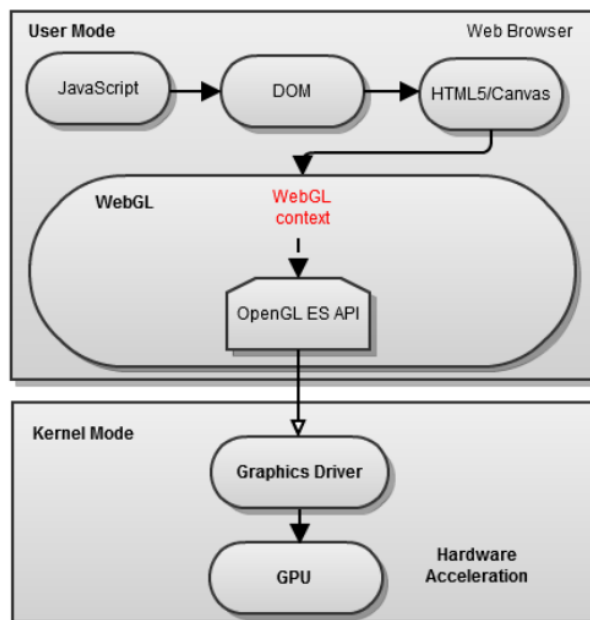 User Mode
Web Browser
JavaScript
DOM
HTML5/Canvas
WebGL
WebGL
context
OpenGL ES API
Kernel Mode
Graphics Driver
GPU
Hardware
Acceleration